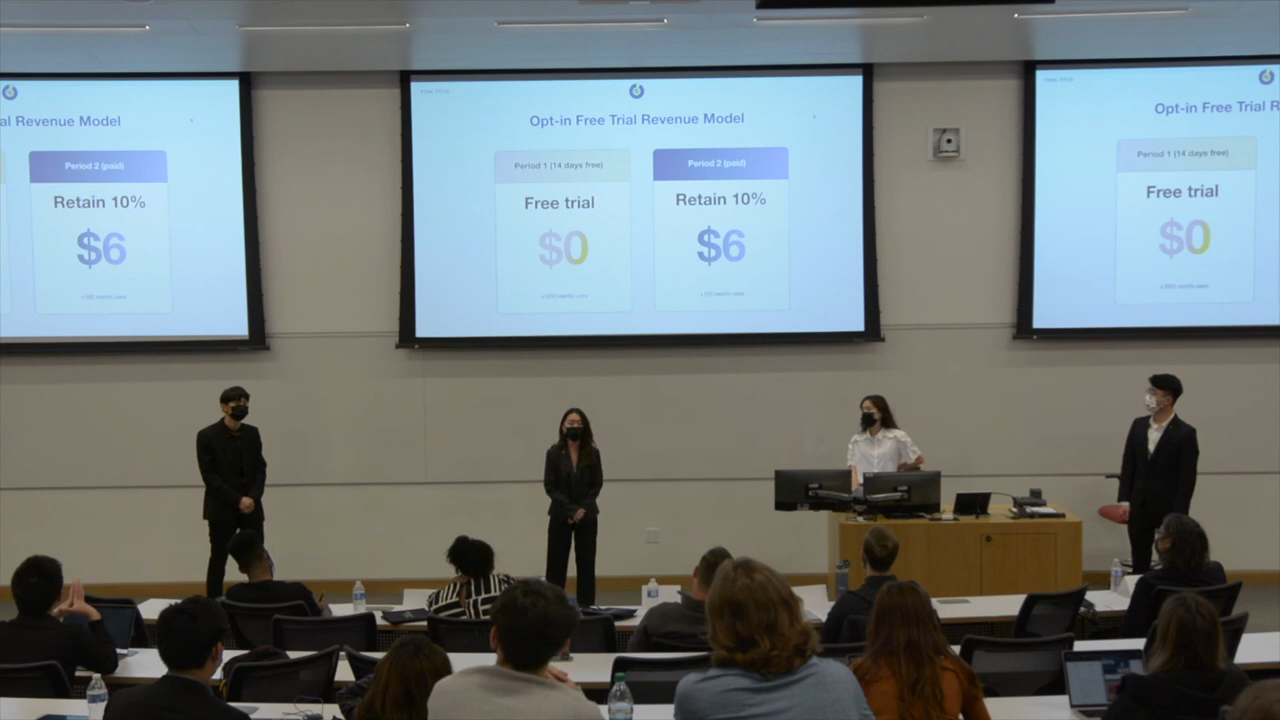 al Revenue Model
Period 2 (paid)
Retain 10%
$6
Opt-in Free Trial Revenue Model
Period 1 (14 days free)
Free trial
$0
Period 2 (paid)
Retain 10%
$6
Opt-in Free Trial R
Period 1 (14 days free)
Free trial
$0